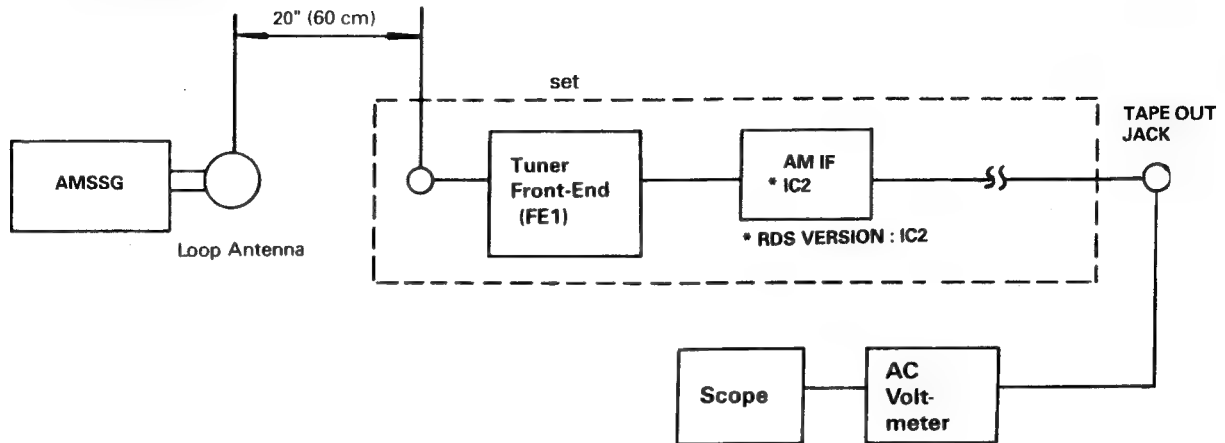 20" (60 cm)
set
TAPE OUT
JACK
AMSSG
Loop Antenna
Tuner
Front-End
(FE1)
AM IF
* IC2
* RDS VERSION : IC2
Scope
AC
Volt-
meter